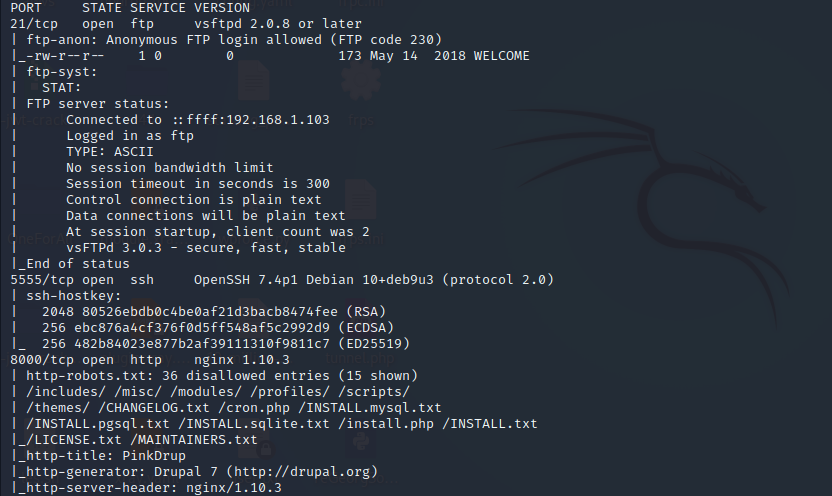 PORT     STATE SERVICE VERSION
21/tcp   open  ftp     vsftpd 2.0.8 or later
| ftp-anon: Anonymous FTP login allowed (FTP code 230)
|_-rw-r--r--    1 0        0             173 May 14  2018 WELCOME
| ftp-syst:
|   STAT:
| FTP server status:
|      Connected to ::ffff:192.168.1.103
|      Logged in as ftp
|      TYPE: ASCII
|      No session bandwidth limit
|      Session timeout in seconds is 300
|      Control connection is plain text
|      Data connections will be plain text
|      At session startup, client count was 2
|      vsFTPd 3.0.3 - secure, fast, stable
|_End of status
5555/tcp open  ssh     OpenSSH 7.4p1 Debian 10+deb9u3 (protocol 2.0)
| ssh-hostkey:
|   2048 80526ebdb0c4be0af21d3bacb8474fee (RSA)
|   256 ebc876a4cf376f0d5ff548af5c2992d9 (ECDSA)
|_  256 482b84023e877b2af39111310f9811c7 (ED25519)
8000/tcp open  http    nginx 1.10.3
| http-robots.txt: 36 disallowed entries (15 shown)
| /includes/ /misc/ /modules/ /profiles/ /scripts/
| /themes/ /CHANGELOG.txt /cron.php /INSTALL.mysql.txt
| /INSTALL.pgsql.txt /INSTALL.sqlite.txt /install.php /INSTALL.txt
|_/LICENSE.txt /MAINTAINERS.txt
|_http-title: PinkDrup
|_http-generator: Drupal 7 (http://drupal.org)
|_http-server-header: nginx/1.10.3